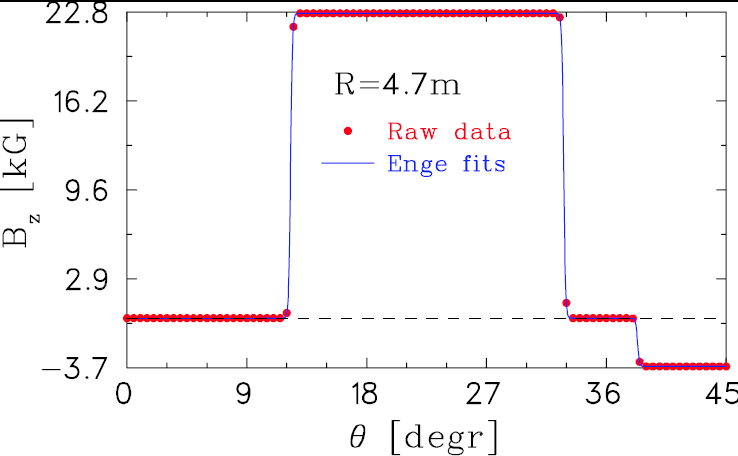 22.8
16.2
9.6
2.9
−3.7
B_z [kG]
R=4.7m
Raw data
Enge fits
0 9 18 27 36 45
θ [degr]